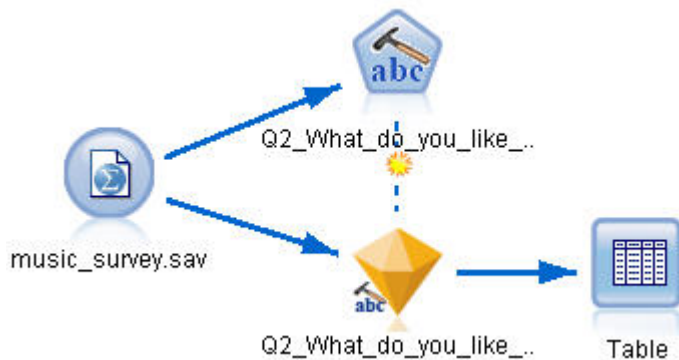 abc
Q2_What_do_you_like_..
music_survey.sav
abc
Q2_What_do_you_like_..
Table